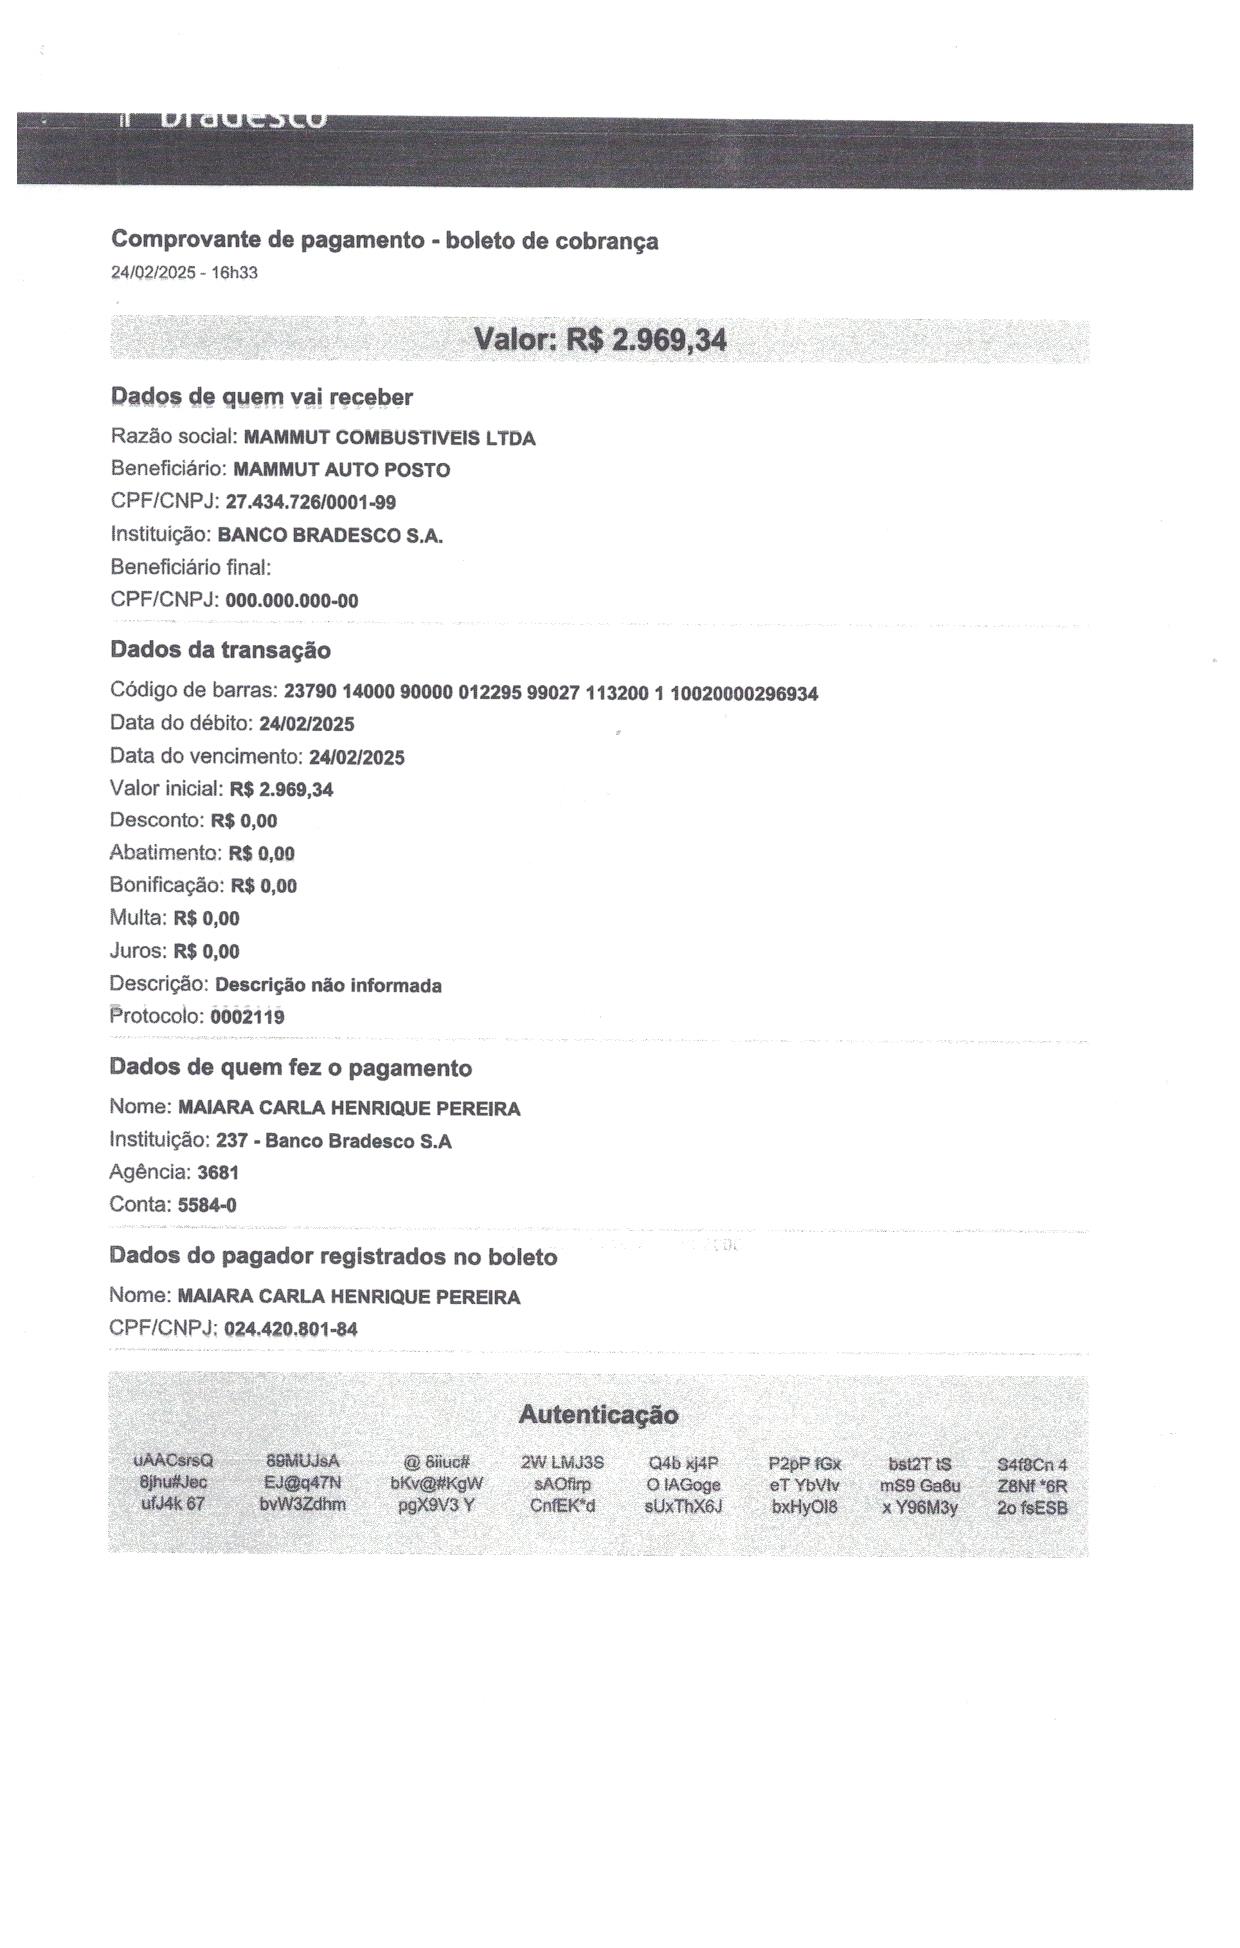 bradesco
Comprovante de pagamento - boleto de cobrança
24/02/2025 - 16h33
Valor: R$ 2.969,34
Dados de quem vai receber
Razão social: MAMMUT COMBUSTIVEIS LTDA
Beneficiário: MAMMUT AUTO POSTO
CPF/CNPJ: 27.434.726/0001-99
Instituição: BANCO BRADESCO S.A.
Beneficiário final:
CPF/CNPJ: 000.000.000-00
Dados da transação
Código de barras: 23790 14000 90000 012295 99027 113200 1 10020000296934
Data do débito: 24/02/2025
Data do vencimento: 24/02/2025
Valor inicial: R$ 2.969,34
Desconto: R$ 0,00
Abatimento: R$ 0,00
Bonificação: R$ 0,00
Multa: R$ 0,00
Juros: R$ 0,00
Descrição: Descrição não informada
Protocolo: 0002119
Dados de quem fez o pagamento
Nome: MAIARA CARLA HENRIQUE PEREIRA
Instituição: 237 - Banco Bradesco S.A
Agência: 3681
Conta: 5584-0
Dados do pagador registrados no boleto
Nome: MAIARA CARLA HENRIQUE PEREIRA
CPF/CNPJ: 024.420.801-84
Autenticação
uAACsrsQ 89MUJsA @ 8iiuc# 2W LMJ3S Q4b xj4P P2pP fGx bst2T tS S4f8Cn 4
8jhu#Jec EJ@q47N bKv@#KgW sAOfirp O IAGoge eT YbVIv mS9 Ga8u Z8Nf *6R
ufJ4k 67 bvW3Zdhm pgX9V3 Y CnfEK*d sUxThX6J bxHyOI8 x Y96M3y 2o fsESB